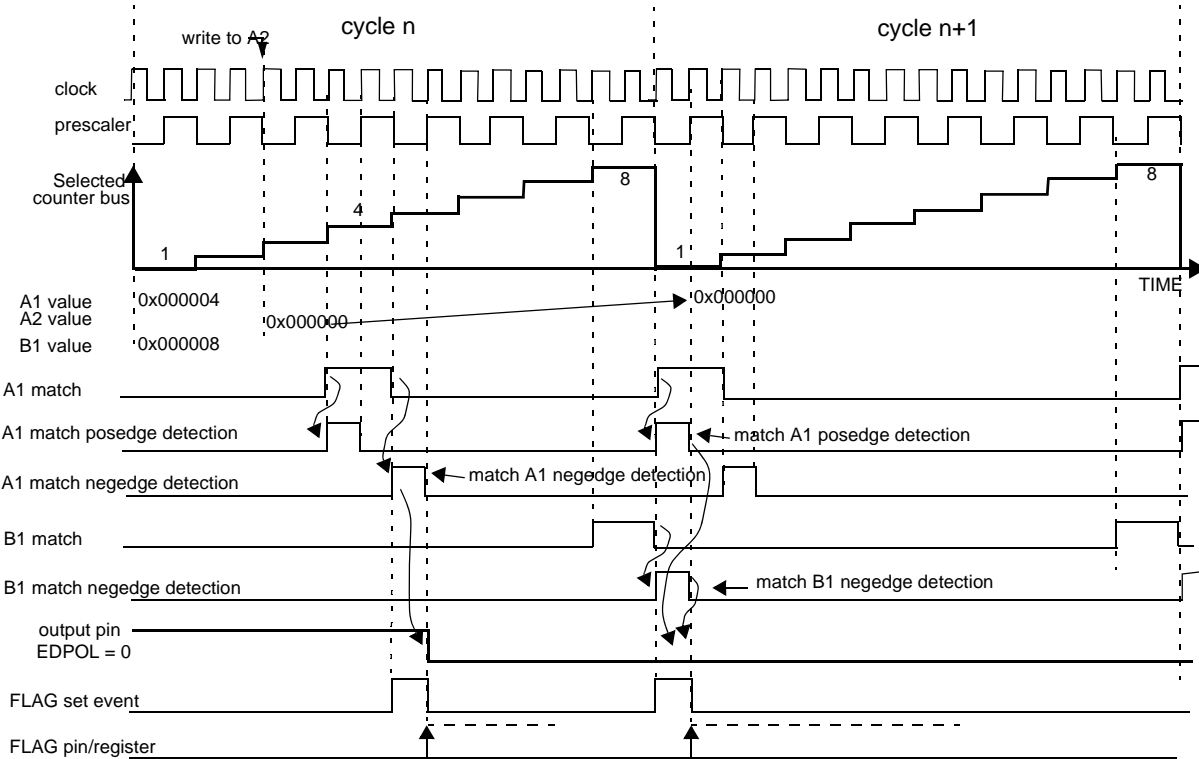 cycle n
cycle n+1
write to A2
clock
prescaler
Selected
counter bus
8
8
4
1
1
TIME
A1 value
0x000004
0x000000
A2 value
0x000000
B1 value
0x000008
A1 match
A1 match posedge detection
match A1 posedge detection
A1 match negedge detection
match A1 negedge detection
B1 match
B1 match negedge detection
match B1 negedge detection
output pin
EDPOL = 0
FLAG set event
FLAG pin/register